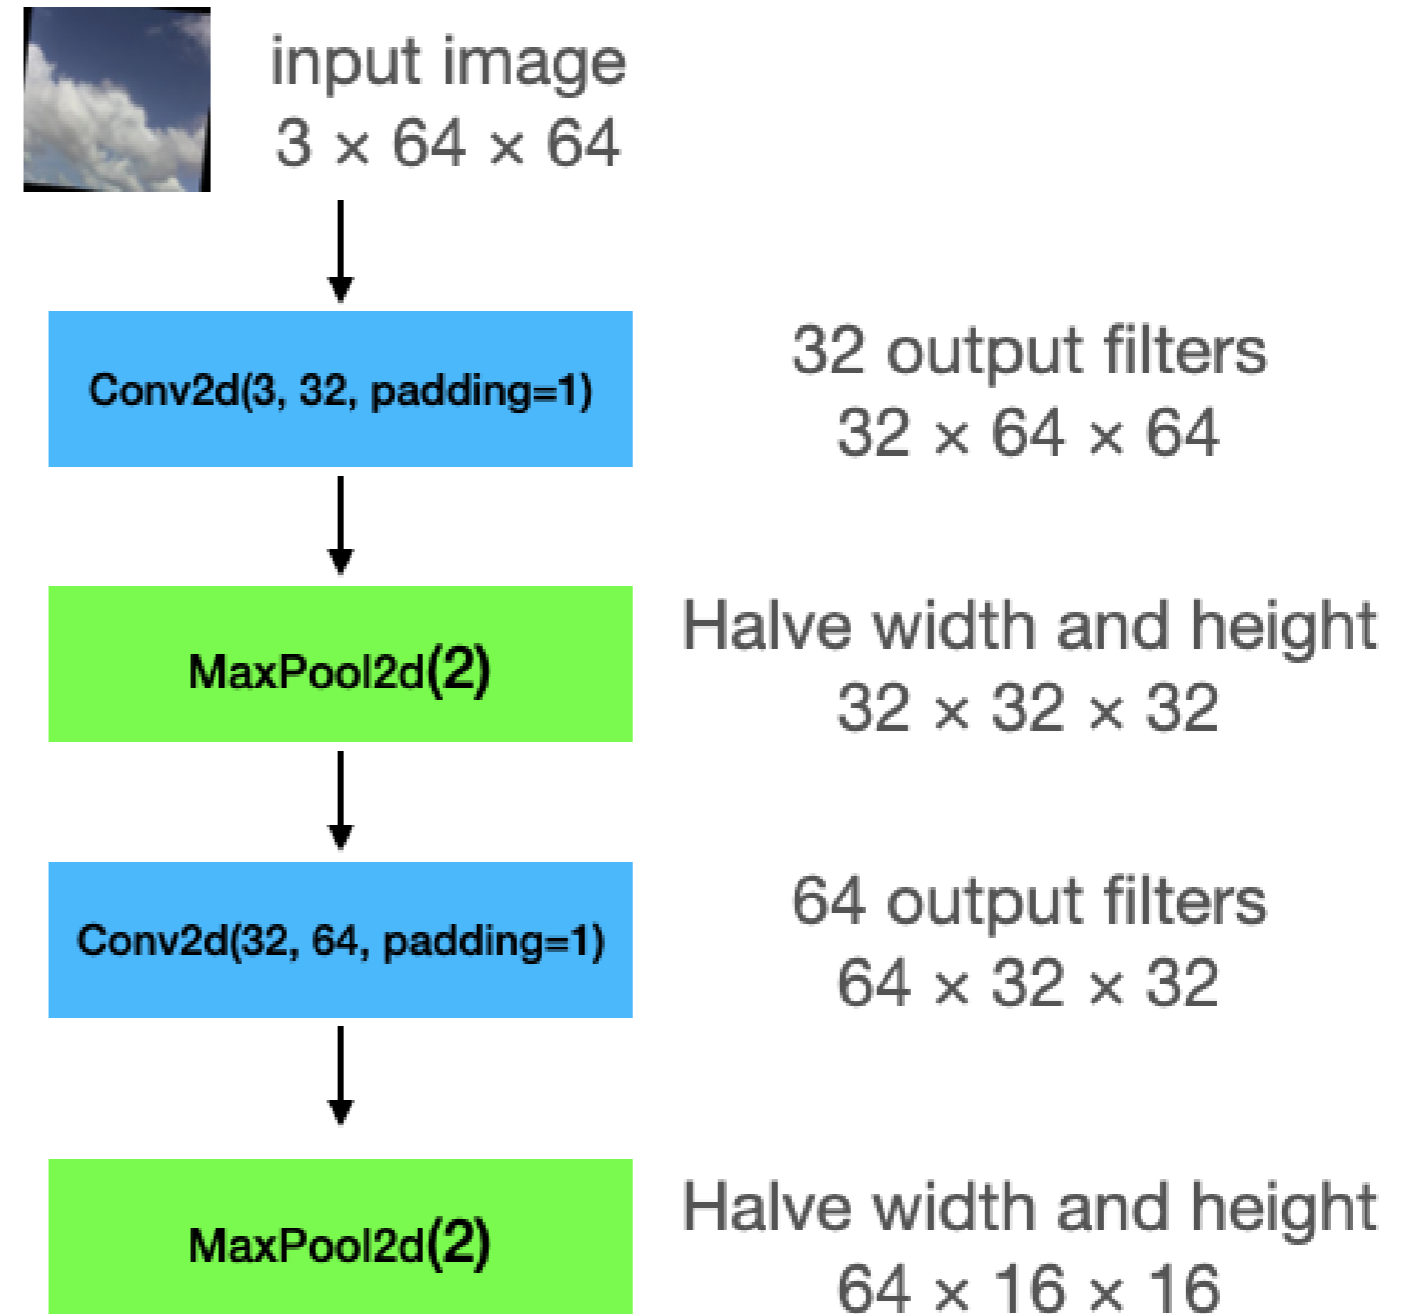 input image
3 × 64 × 64
Conv2d(3, 32, padding=1)
32 output filters
32 × 64 × 64
MaxPool2d(2)
Halve width and height
32 × 32 × 32
Conv2d(32, 64, padding=1)
64 output filters
64 × 32 × 32
MaxPool2d(2)
Halve width and height
64 × 16 × 16